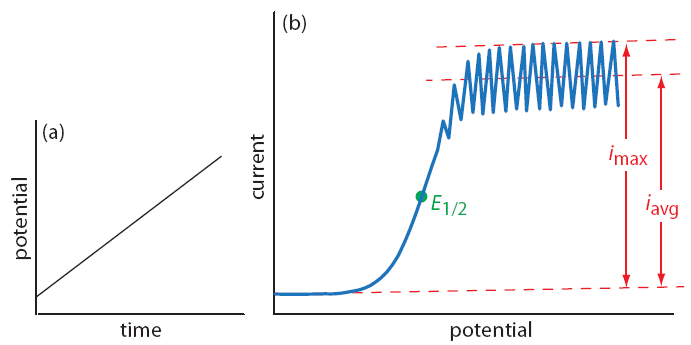 (a)
potential
time
(b)
current
E1/2
imax
iavg
potential